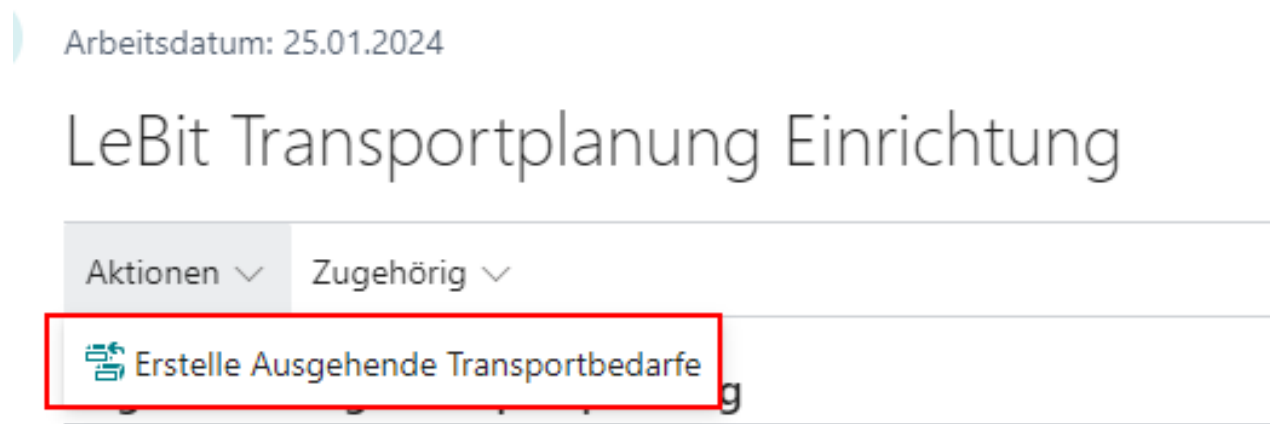 Arbeitsdatum: 25.01.2024
LeBit Transportplanung Einrichtung
Aktionen Zugehörig
Erstelle Ausgehende Transportbedarfe